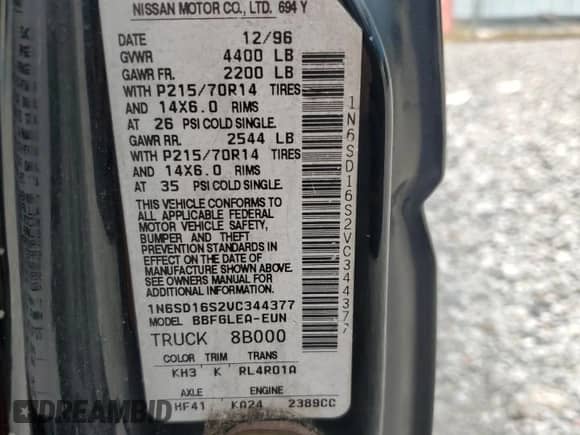 NISSAN MOTOR CO., LTD. 694 Y
DATE 12/96
GVWR 4400 LB
GAWR FR. 2200 LB
WITH P215/70R14 TIRES
AND 14X6.0 RIMS
AT 26 PSI COLD SINGLE.
GAWR RR. 2544 LB
WITH P215/70R14 TIRES
AND 14X6.0 RIMS
AT 35 PSI COLD SINGLE.
THIS VEHICLE CONFORMS TO
ALL APPLICABLE FEDERAL
MOTOR VEHICLE SAFETY,
BUMPER AND THEFT
PREVENTION STANDARDS IN
EFFECT ON THE DATE OF
MANUFACTURE SHOWN ABOVE.
SEE OWNER'S MANUAL.
1N6SD16S2VC344377
MODEL BBFGLEA-EUN
TRUCK 8B000
COLOR TRIM TRANS
KH3 K RL4R01A
AXLE ENGINE
HF41 KA24 2389CC
1N6SD16S2VC344377
DREAMBID.com